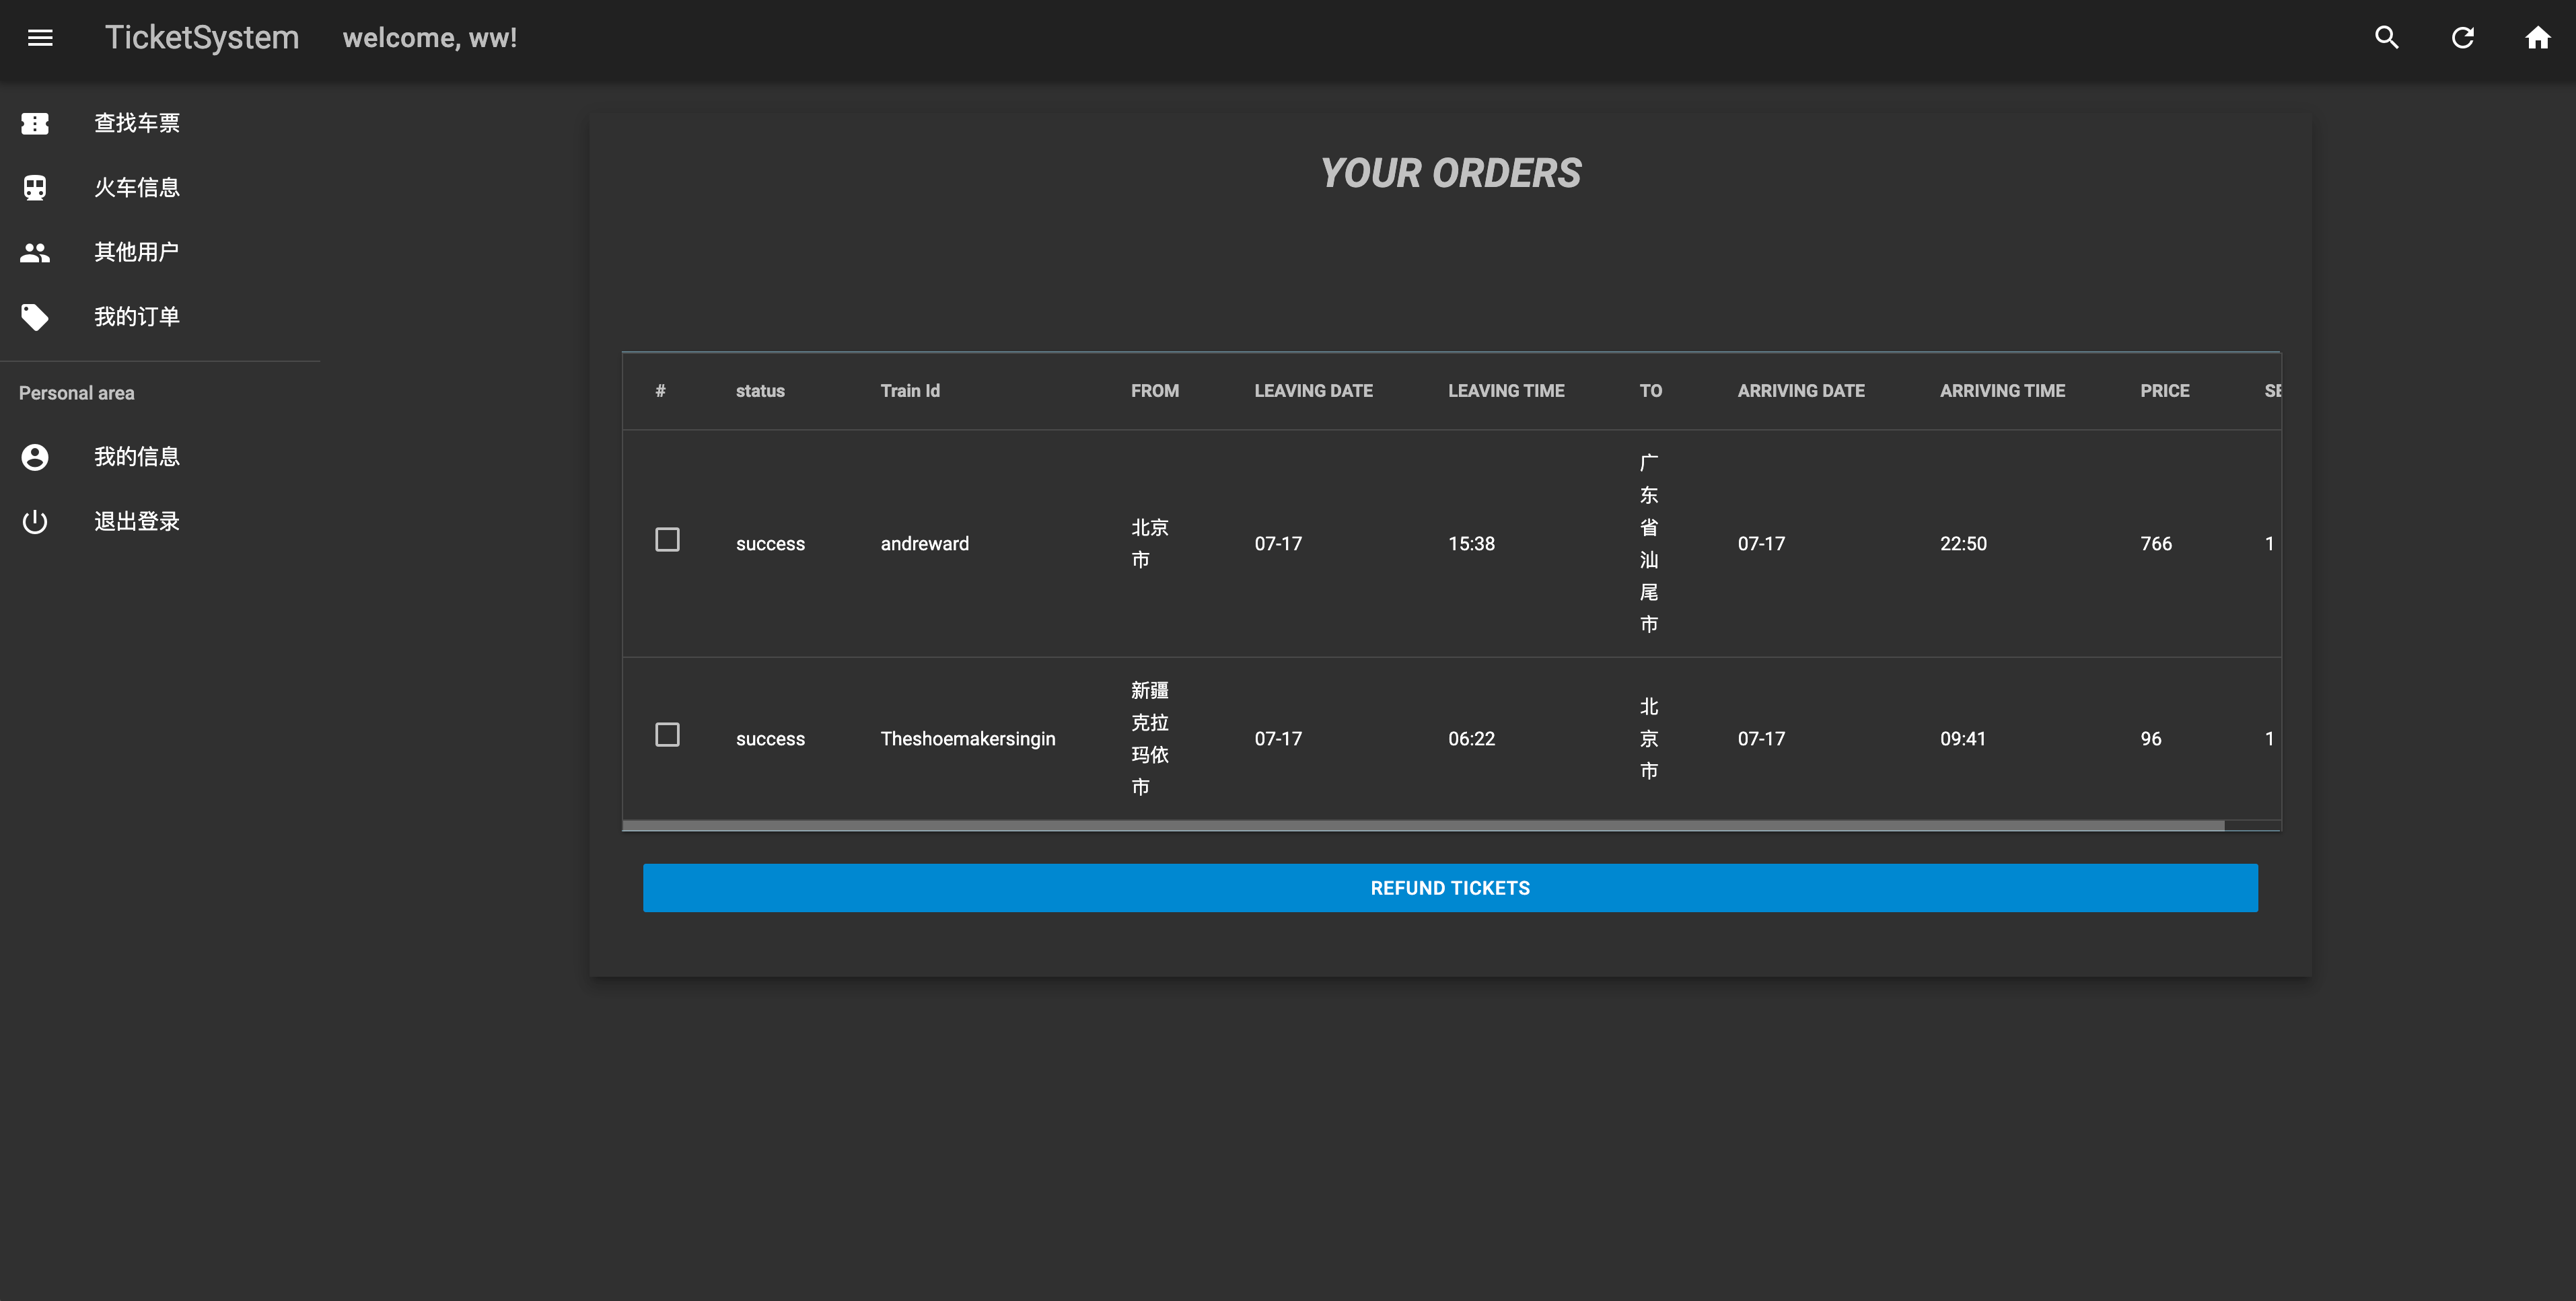 TicketSystem welcome, ww!
查找车票
火车信息
其他用户
我的订单
Personal area
我的信息
退出登录
YOUR ORDERS
# status Train Id FROM LEAVING DATE LEAVING TIME TO ARRIVING DATE ARRIVING TIME PRICE SE
success andreward 北京市 07-17 15:38 广东省汕尾市 07-17 22:50 766 1
success Theshoemakersingin 新疆克拉玛依市 07-17 06:22 北京市 07-17 09:41 96 1
REFUND TICKETS